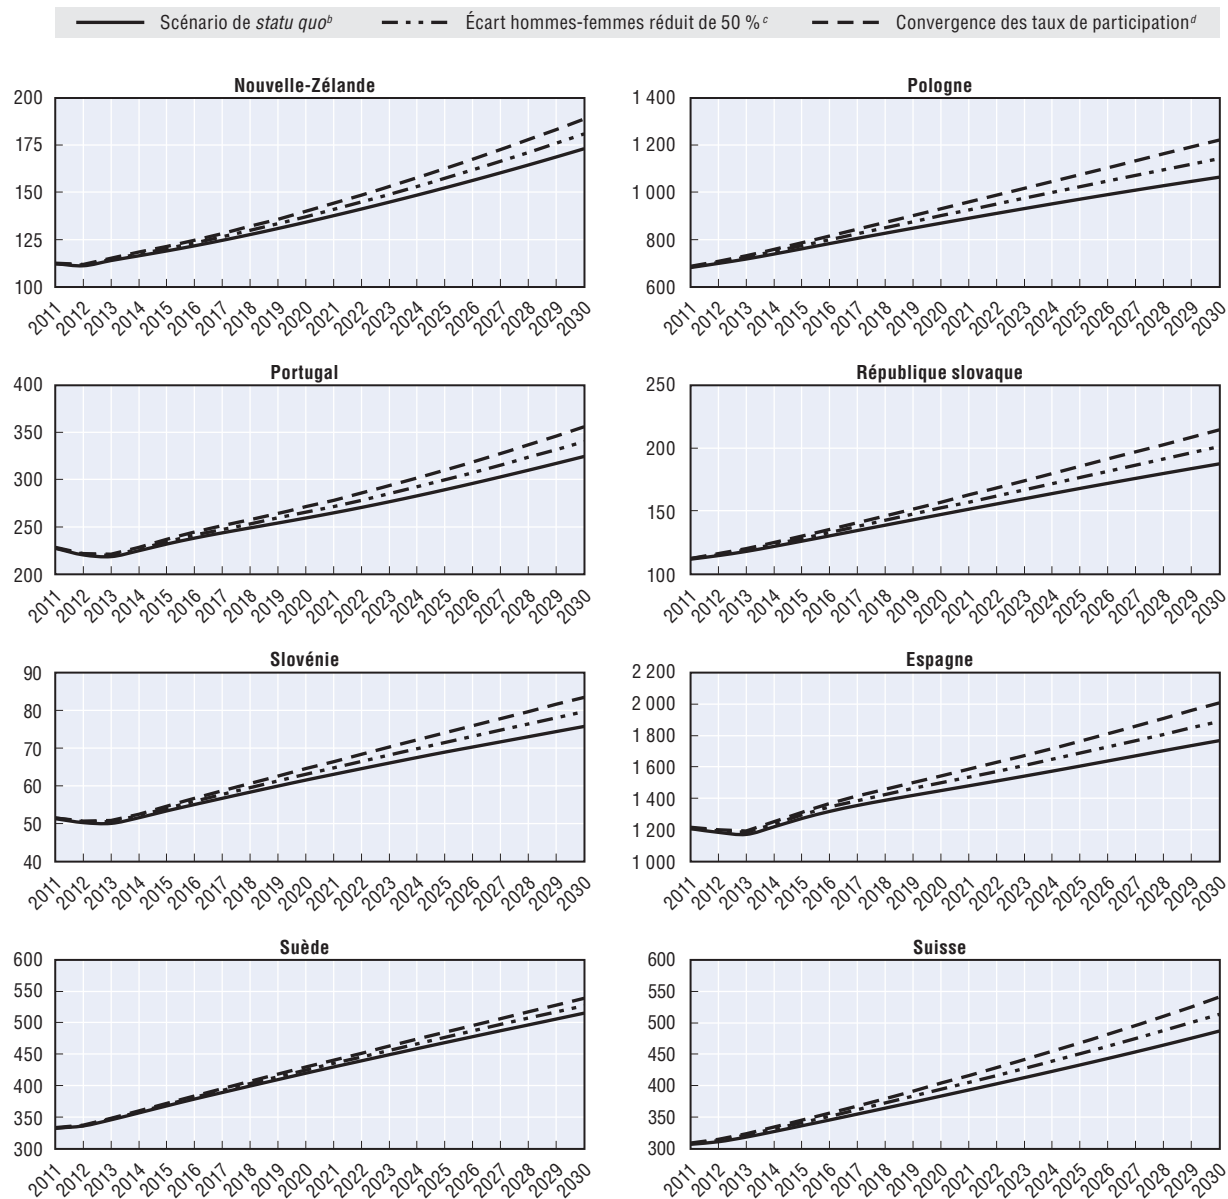 Scénario de statu quo b
Écart hommes-femmes réduit de 50 % c
Convergence des taux de participation d
Nouvelle-Zélande
200
175
150
125
100
2011 2012 2013 2014 2015 2016 2017 2018 2019 2020 2021 2022 2023 2024 2025 2026 2027 2028 2029 2030
Pologne
1 400
1 200
1 000
800
600
2011 2012 2013 2014 2015 2016 2017 2018 2019 2020 2021 2022 2023 2024 2025 2026 2027 2028 2029 2030
Portugal
400
350
300
250
200
2011 2012 2013 2014 2015 2016 2017 2018 2019 2020 2021 2022 2023 2024 2025 2026 2027 2028 2029 2030
République slovaque
250
200
150
100
2011 2012 2013 2014 2015 2016 2017 2018 2019 2020 2021 2022 2023 2024 2025 2026 2027 2028 2029 2030
Slovénie
90
80
70
60
50
40
2011 2012 2013 2014 2015 2016 2017 2018 2019 2020 2021 2022 2023 2024 2025 2026 2027 2028 2029 2030
Espagne
2 200
2 000
1 800
1 600
1 400
1 200
1 000
2011 2012 2013 2014 2015 2016 2017 2018 2019 2020 2021 2022 2023 2024 2025 2026 2027 2028 2029 2030
Suède
600
550
500
450
400
350
300
2011 2012 2013 2014 2015 2016 2017 2018 2019 2020 2021 2022 2023 2024 2025 2026 2027 2028 2029 2030
Suisse
600
550
500
450
400
350
300
2011 2012 2013 2014 2015 2016 2017 2018 2019 2020 2021 2022 2023 2024 2025 2026 2027 2028 2029 2030